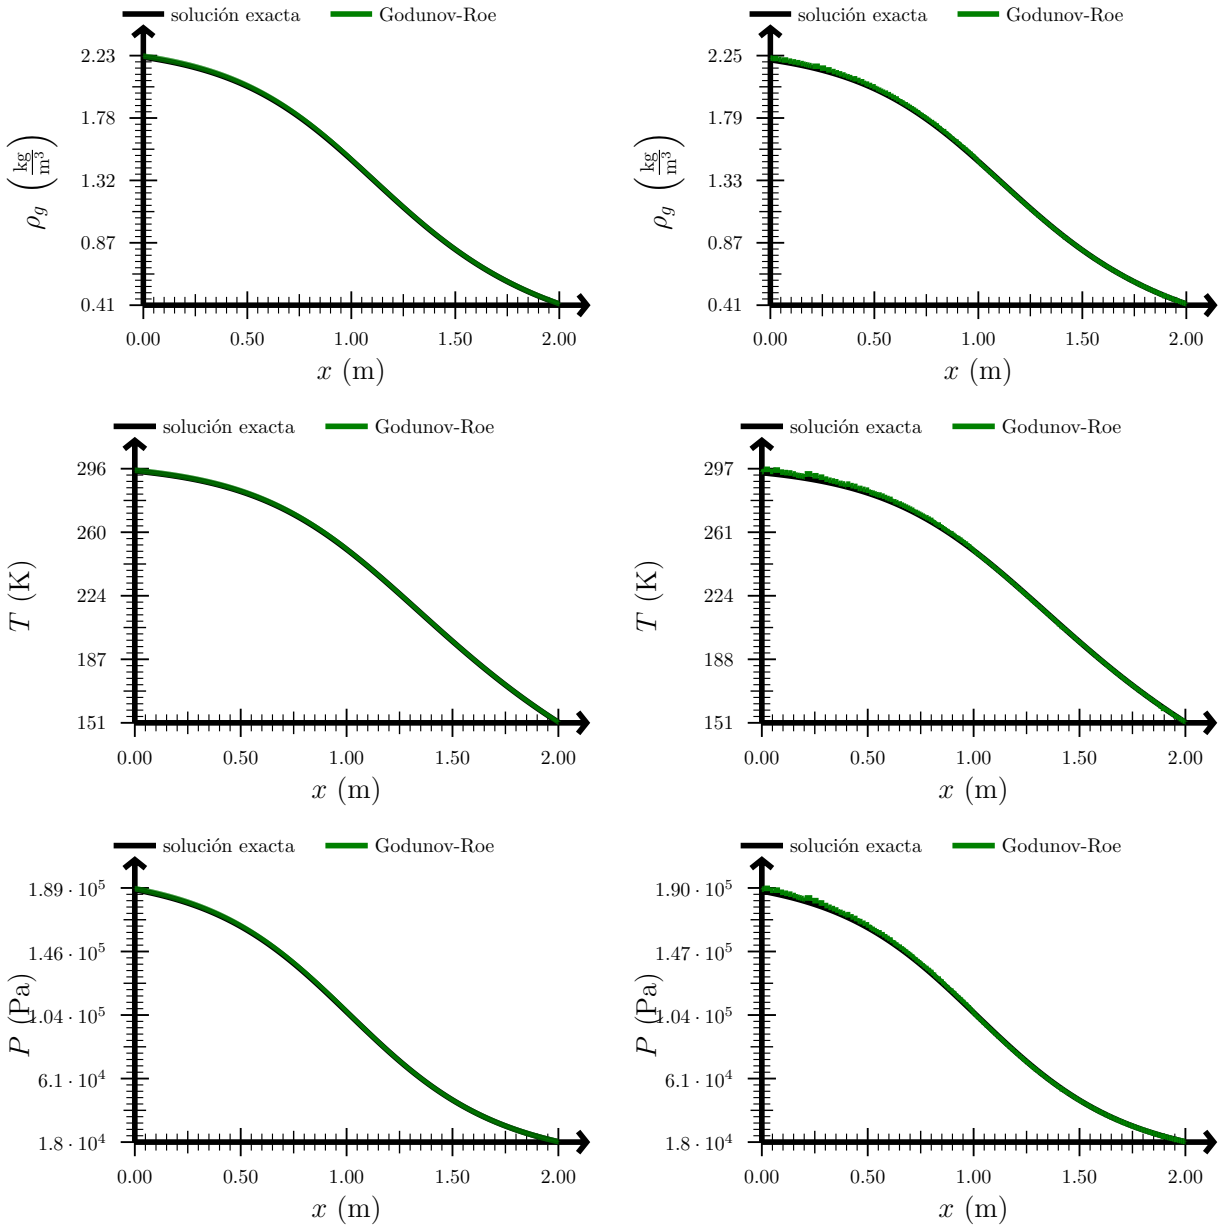 solución exacta Godunov-Roe
2.23
1.78
1.32
0.87
0.41
ρg (kg/m³)
0.00 0.50 1.00 1.50 2.00
x (m)
solución exacta Godunov-Roe
2.25
1.79
1.33
0.87
0.41
ρg (kg/m³)
0.00 0.50 1.00 1.50 2.00
x (m)
solución exacta Godunov-Roe
296
260
224
187
151
T (K)
0.00 0.50 1.00 1.50 2.00
x (m)
solución exacta Godunov-Roe
297
261
224
188
151
T (K)
0.00 0.50 1.00 1.50 2.00
x (m)
solución exacta Godunov-Roe
1.89 · 10⁵
1.46 · 10⁵
1.04 · 10⁵
6.1 · 10⁴
1.8 · 10⁴
P (Pa)
0.00 0.50 1.00 1.50 2.00
x (m)
solución exacta Godunov-Roe
1.90 · 10⁵
1.47 · 10⁵
1.04 · 10⁵
6.1 · 10⁴
1.8 · 10⁴
P (Pa)
0.00 0.50 1.00 1.50 2.00
x (m)